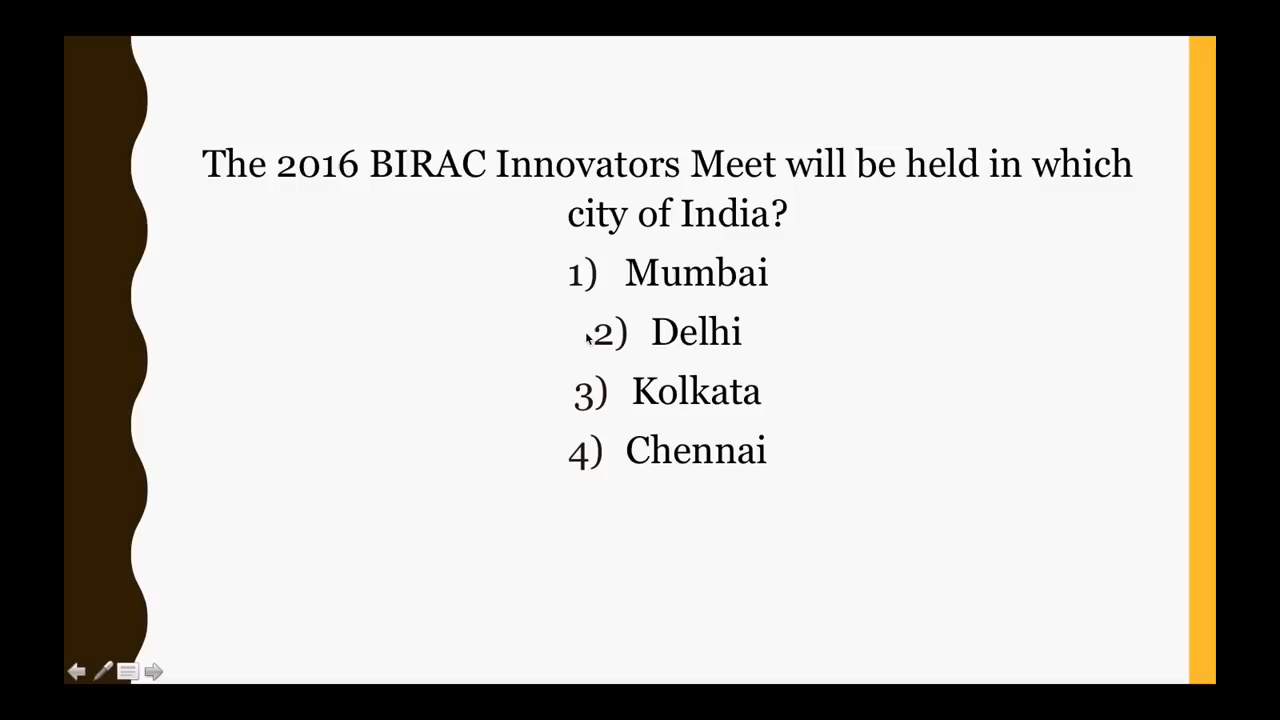 The 2016 BIRAC Innovators Meet will be held in which
city of India?
1) Mumbai
2) Delhi
3) Kolkata
4) Chennai